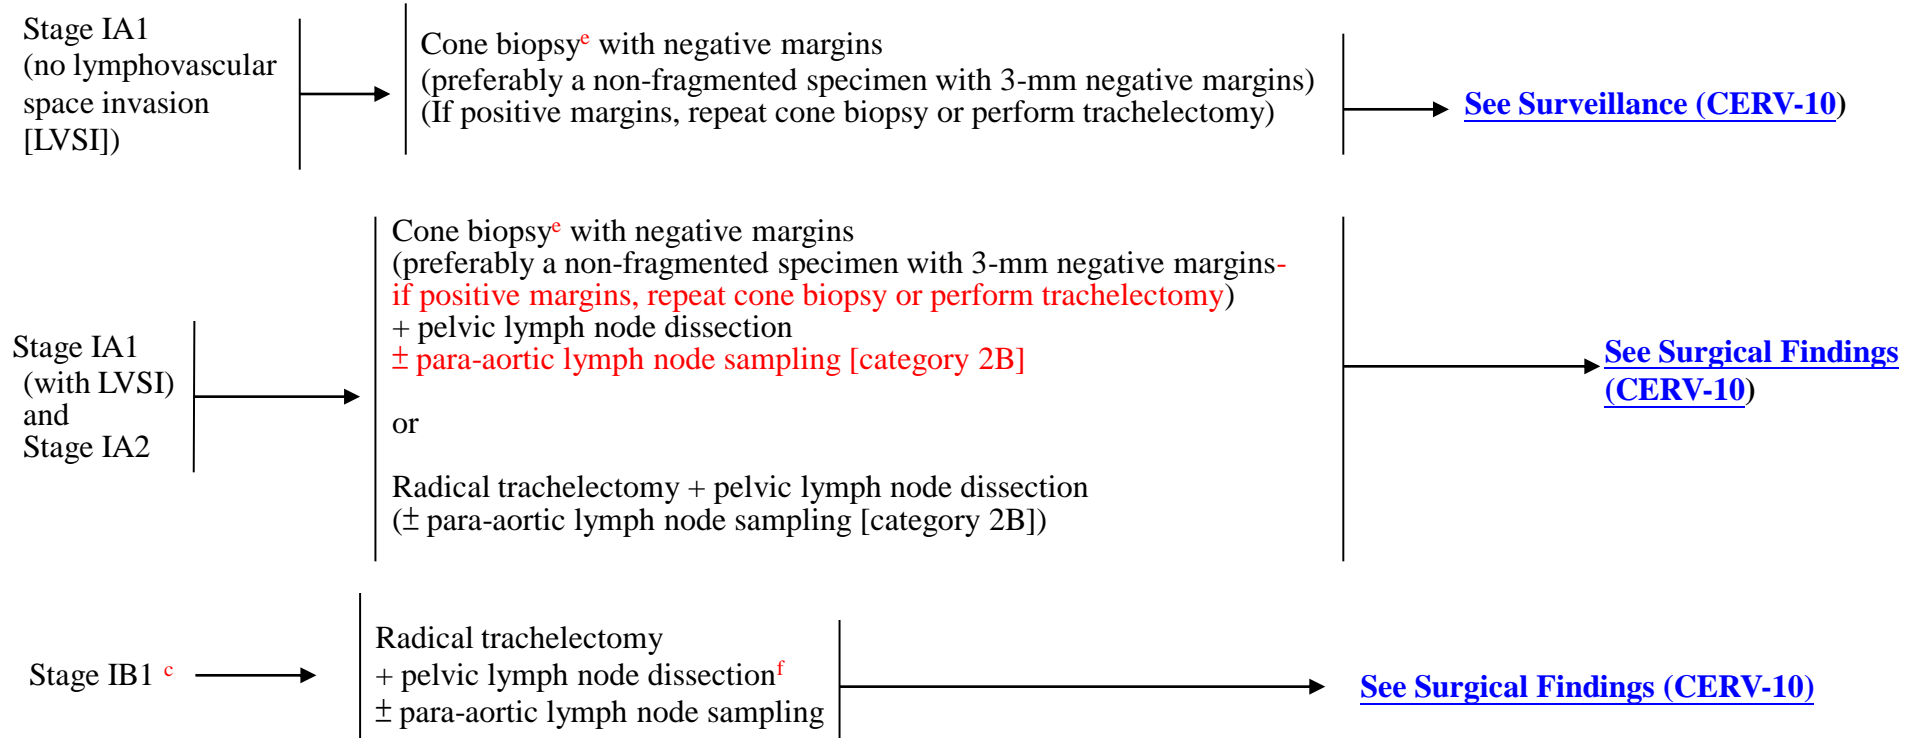 Stage IA1
(no lymphovascular
space invasion
[LVSI])
Cone biopsyᵉ with negative margins
(preferably a non-fragmented specimen with 3-mm negative margins)
(If positive margins, repeat cone biopsy or perform trachelectomy)
See Surveillance (CERV-10)
Stage IA1
(with LVSI)
and
Stage IA2
Cone biopsyᵉ with negative margins
(preferably a non-fragmented specimen with 3-mm negative margins-
if positive margins, repeat cone biopsy or perform trachelectomy)
+ pelvic lymph node dissection
± para-aortic lymph node sampling [category 2B]
or
Radical trachelectomy + pelvic lymph node dissection
(± para-aortic lymph node sampling [category 2B])
See Surgical Findings
(CERV-10)
Stage IB1 ᶜ
Radical trachelectomy
+ pelvic lymph node dissectionᶠ
± para-aortic lymph node sampling
See Surgical Findings (CERV-10)